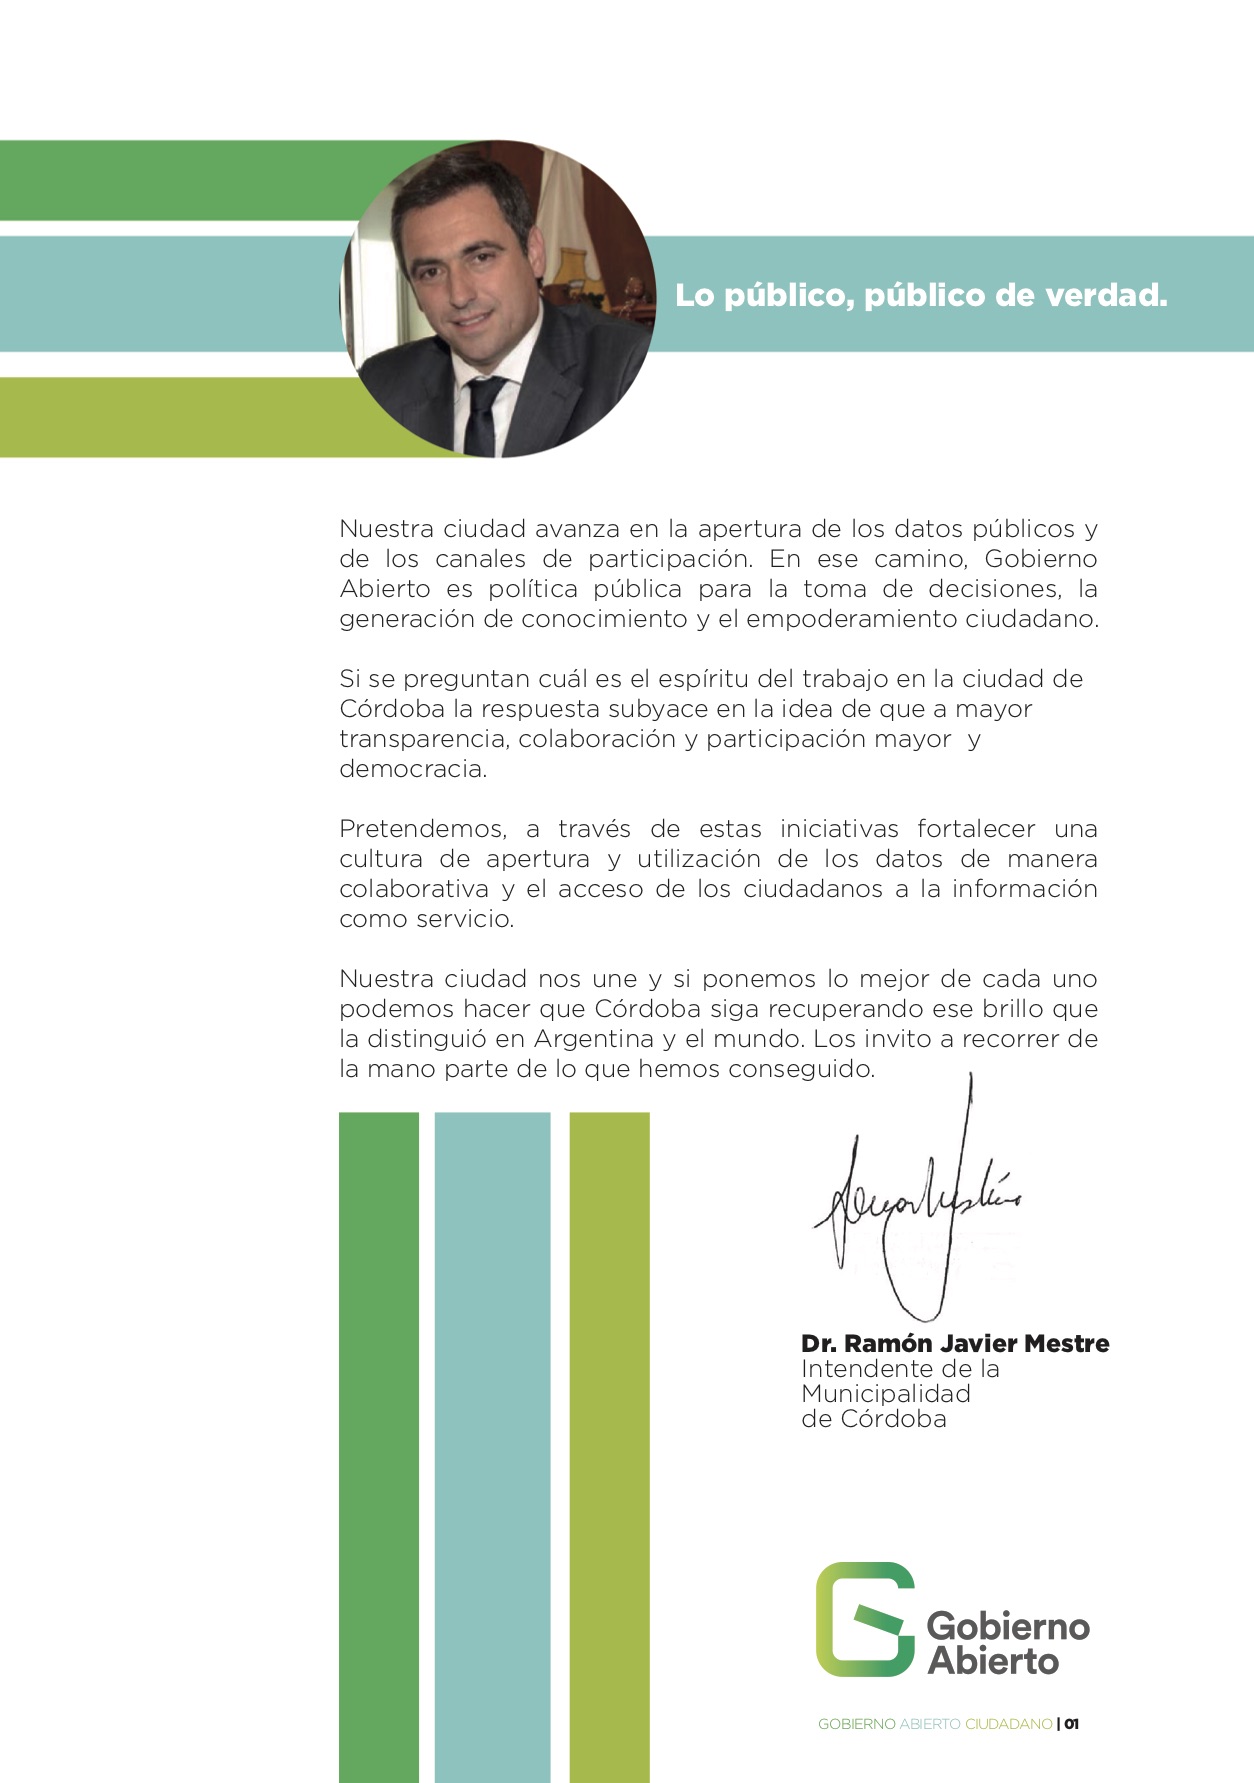 Lo público, público de verdad.
Nuestra ciudad avanza en la apertura de los datos públicos y
de los canales de participación. En ese camino, Gobierno
Abierto es política pública para la toma de decisiones, la
generación de conocimiento y el empoderamiento ciudadano.
Si se preguntan cuál es el espíritu del trabajo en la ciudad de
Córdoba la respuesta subyace en la idea de que a mayor
transparencia, colaboración y participación mayor y
democracia.
Pretendemos, a través de estas iniciativas fortalecer una
cultura de apertura y utilización de los datos de manera
colaborativa y el acceso de los ciudadanos a la información
como servicio.
Nuestra ciudad nos une y si ponemos lo mejor de cada uno
podemos hacer que Córdoba siga recuperando ese brillo que
la distinguió en Argentina y el mundo. Los invito a recorrer de
la mano parte de lo que hemos conseguido.
Dr. Ramón Javier Mestre
Intendente de la
Municipalidad
de Córdoba
Gobierno
Abierto
GOBIERNO ABIERTO CIUDADANO | 01